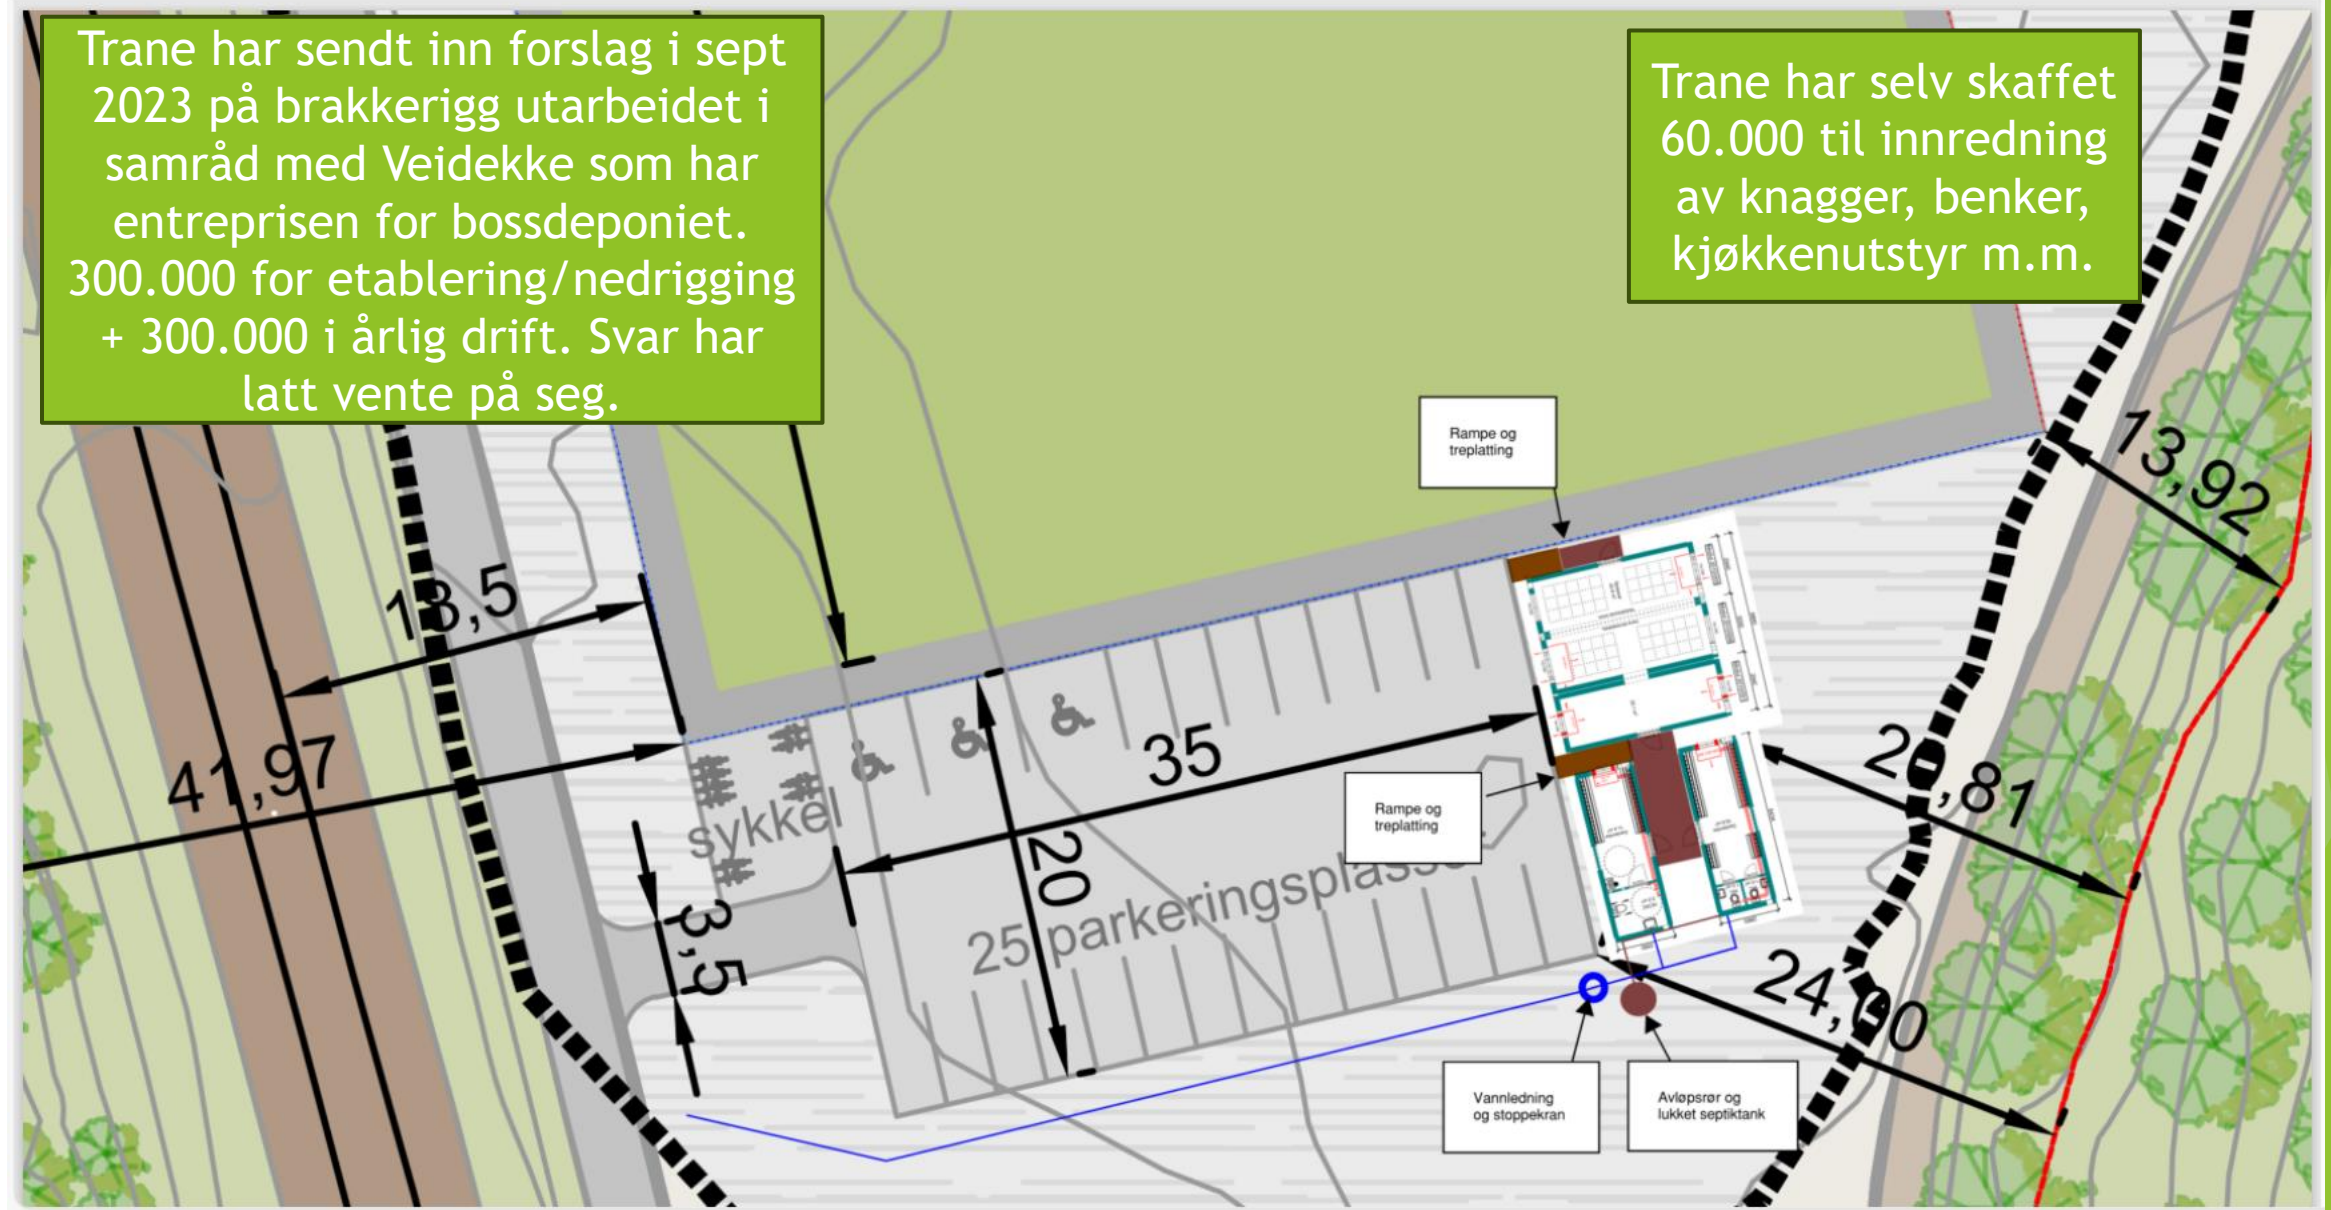 Trane har sendt inn forslag i sept
2023 på brakkerigg utarbeidet i
samråd med Veidekke som har
entreprisen for bossdeponiet.
300.000 for etablering/nedrigging
+ 300.000 i årlig drift. Svar har
latt vente på seg.
Trane har selv skaffet
60.000 til innredning
av knagger, benker,
kjøkkenutstyr m.m.
Rampe og
treplatting
13,92
13,5
41,97
35
20,81
sykkel
Rampe og
treplatting
20
25 parkeringsplasser
3,5
24,00
Vannledning
og stoppekran
Avløpsrør og
lukket septiktank